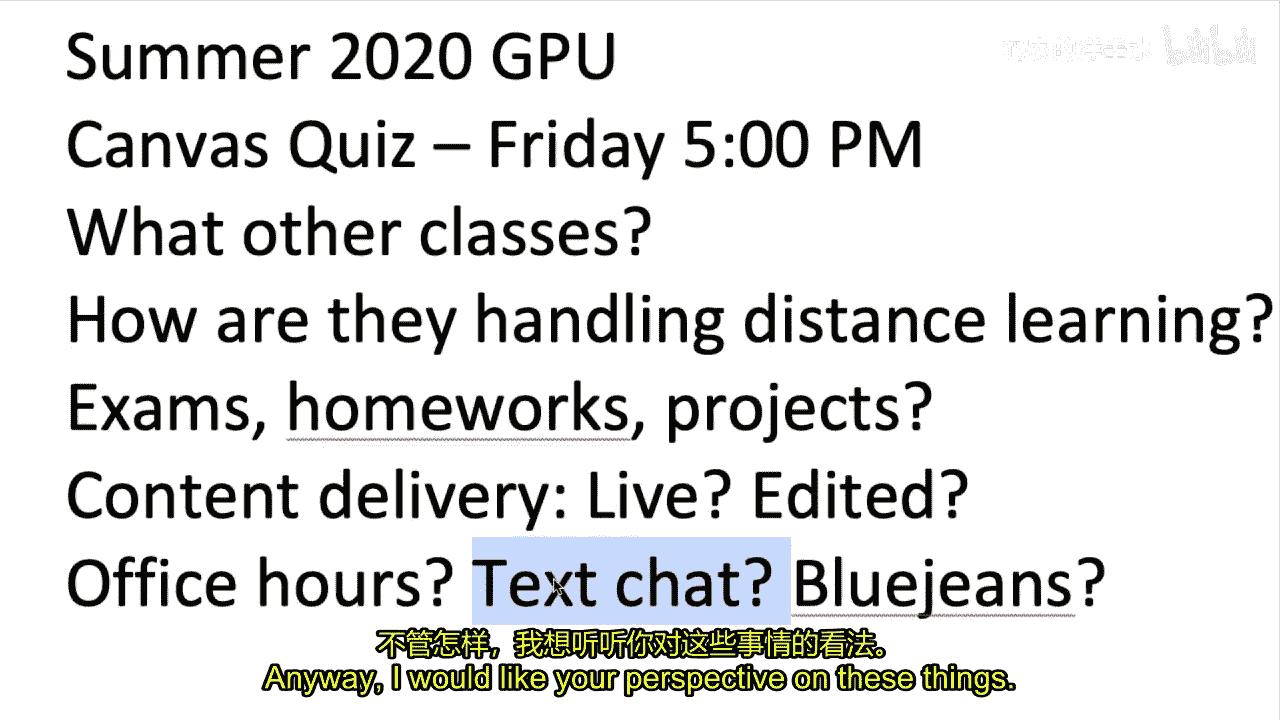 Summer 2020 GPU
bilibili
Canvas Quiz – Friday 5:00 PM
What other classes?
How are they handling distance learning?
Exams, homeworks, projects?
Content delivery: Live? Edited?
Office hours? Text chat? Bluejeans?
不管怎样，我想听听你对这些事情的看法。
Anyway, I would like your perspective on these things.